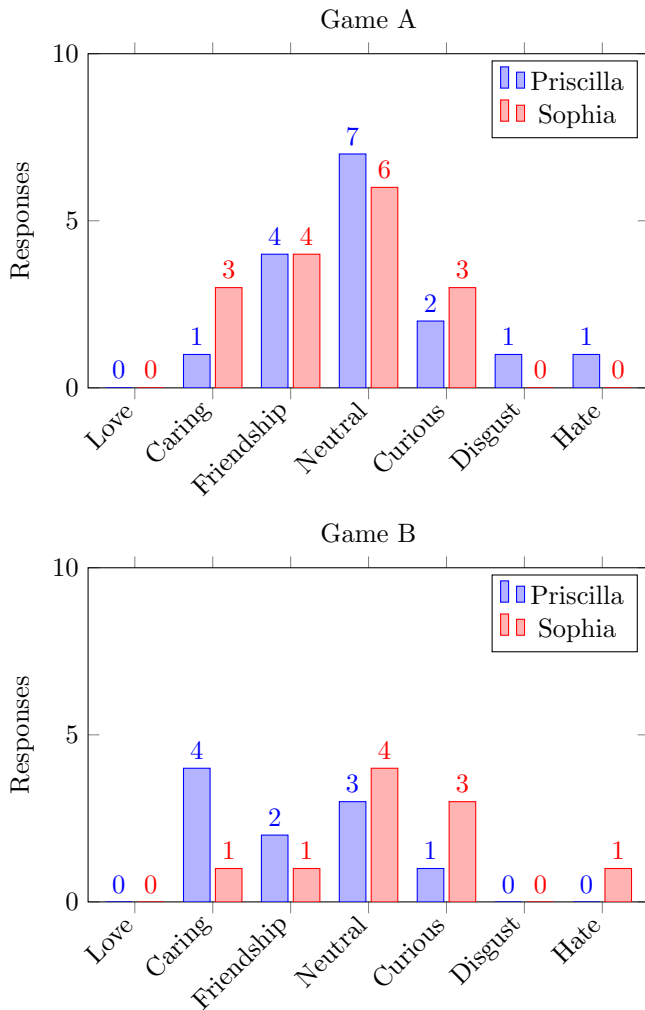 Game A
10
5
0
Responses
Priscilla
Sophia
0 0 1 3 4 4 7 6 2 3 1 0 1 0
Love
Caring
Friendship
Neutral
Curious
Disgust
Hate
Game B
10
5
0
Responses
Priscilla
Sophia
0 0 4 1 2 1 3 4 1 3 0 0 0 1
Love
Caring
Friendship
Neutral
Curious
Disgust
Hate